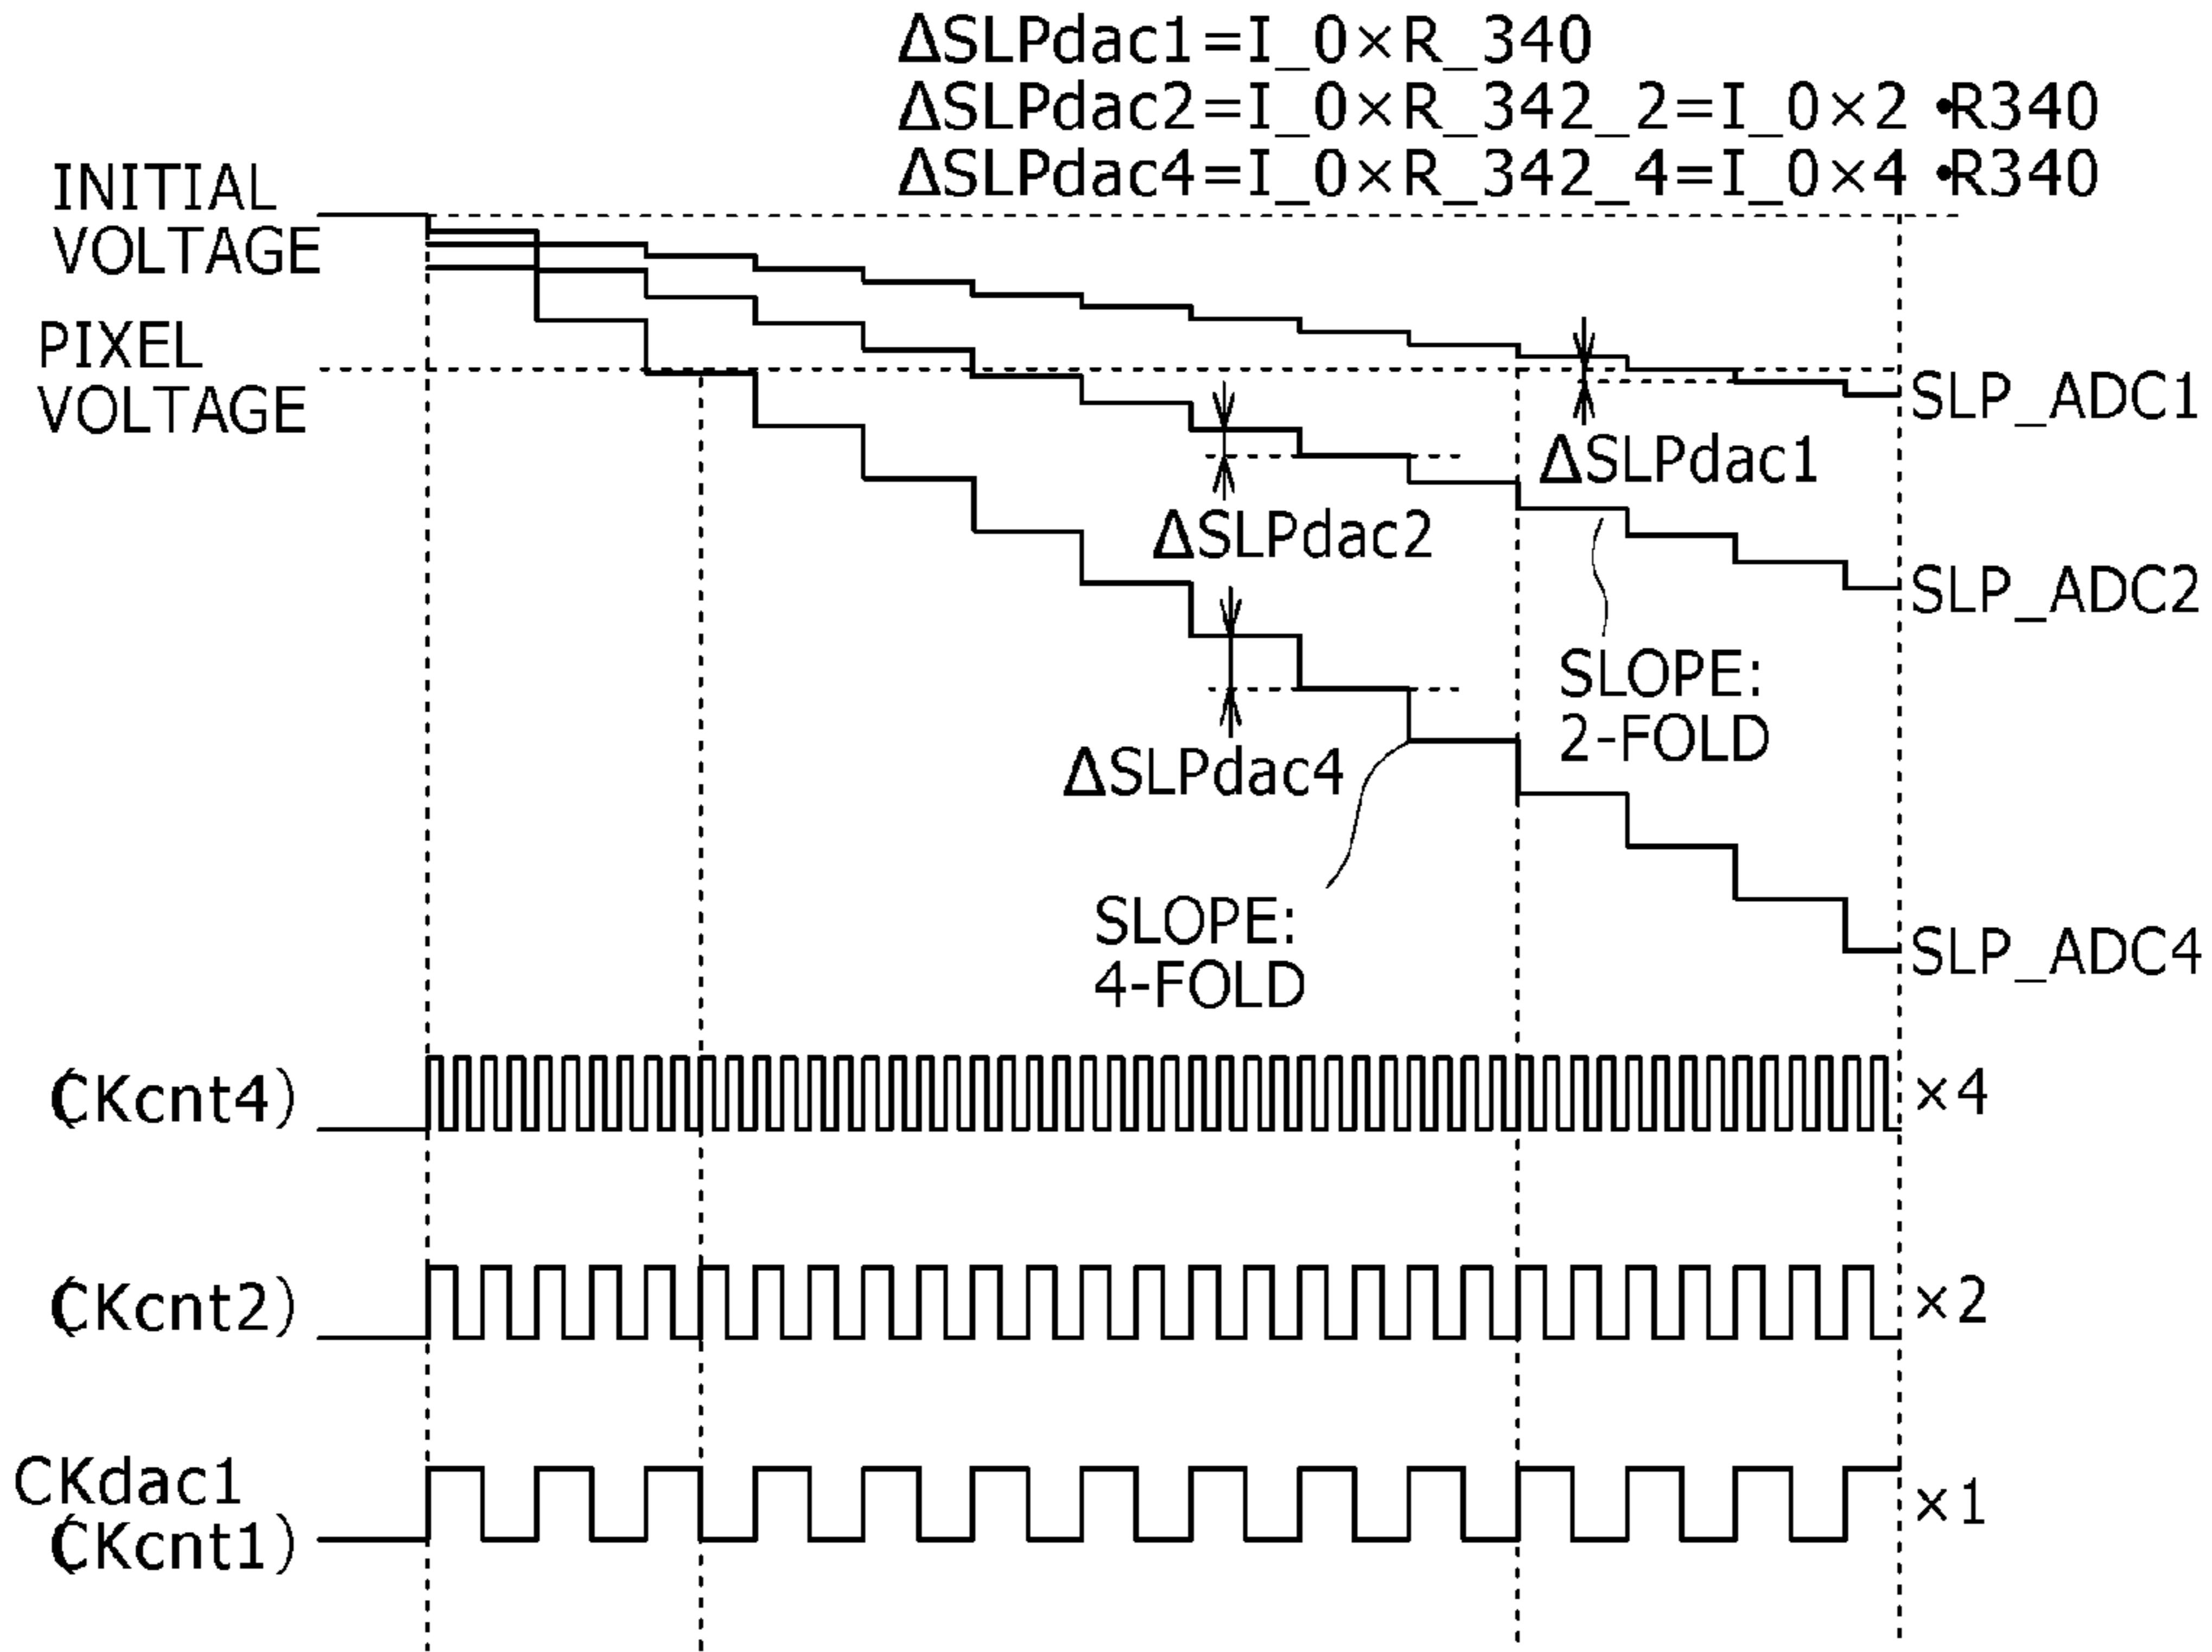 ΔSLPdac1=I_0×R_340
ΔSLPdac2=I_0×R_342_2=I_0×2・R340
ΔSLPdac4=I_0×R_342_4=I_0×4・R340
INITIAL
VOLTAGE
PIXEL
VOLTAGE
SLP_ADC1
ΔSLPdac1
ΔSLPdac2
SLP_ADC2
SLOPE:
2-FOLD
ΔSLPdac4
SLOPE:
4-FOLD
SLP_ADC4
(CKcnt4)
×4
(CKcnt2)
×2
CKdac1
(CKcnt1)
×1